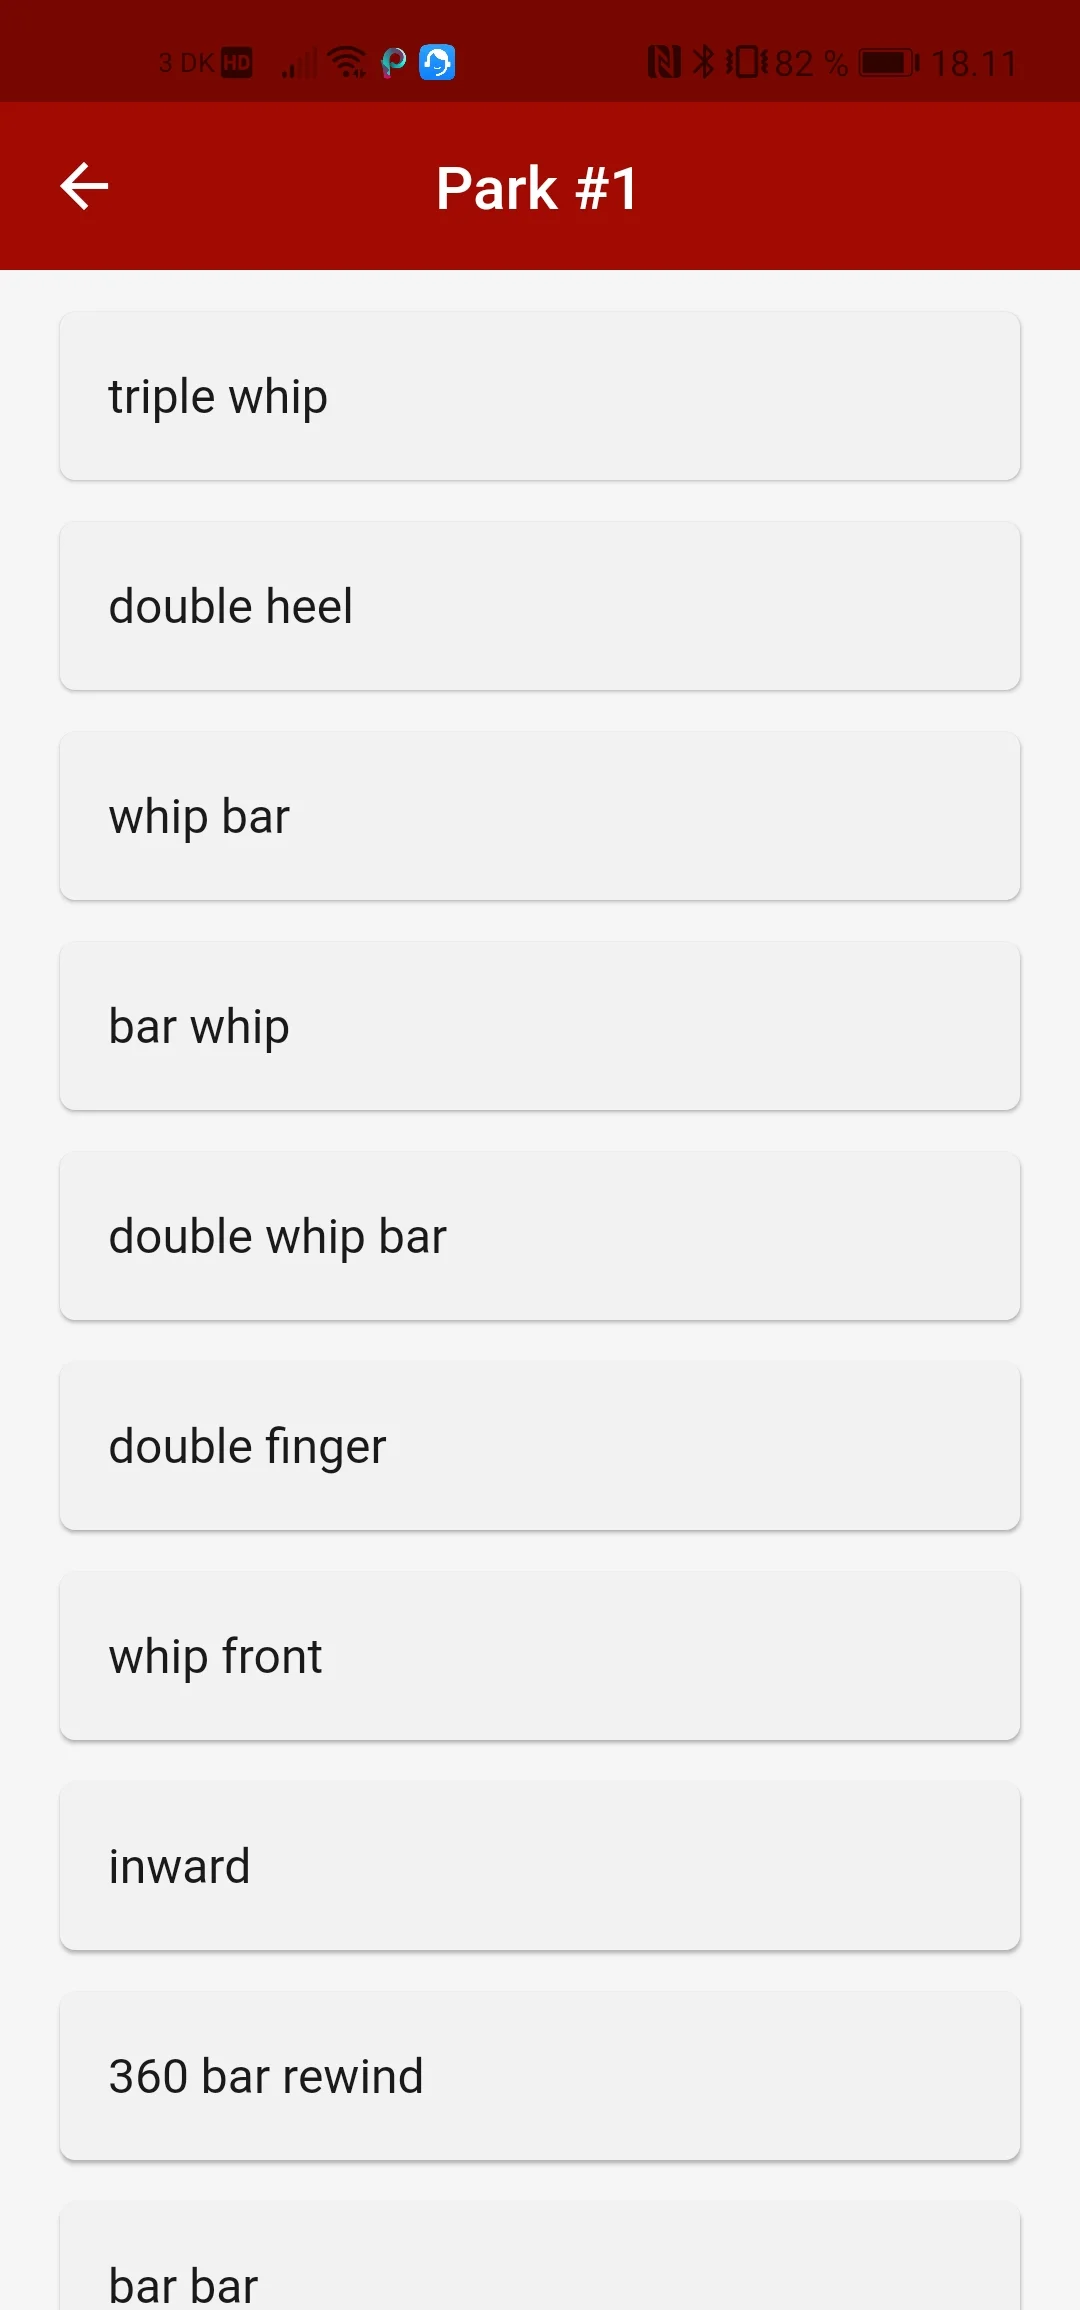 3 DK HD 82 % 18.11
Park #1
triple whip
double heel
whip bar
bar whip
double whip bar
double finger
whip front
inward
360 bar rewind
bar bar